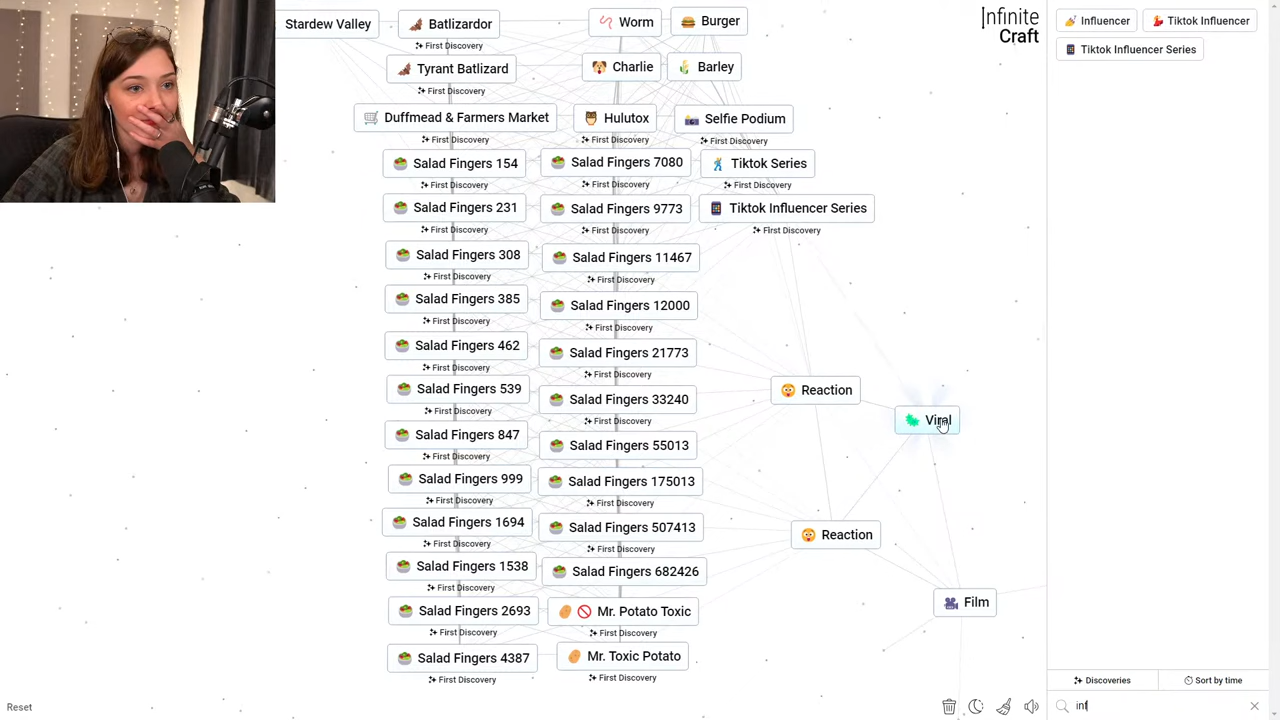 Stardew Valley
Batlizardor
First Discovery
Tyrant Batlizard
First Discovery
Duffmead & Farmers Market
First Discovery
Salad Fingers 154
First Discovery
Salad Fingers 231
First Discovery
Salad Fingers 308
First Discovery
Salad Fingers 385
First Discovery
Salad Fingers 462
First Discovery
Salad Fingers 539
First Discovery
Salad Fingers 847
First Discovery
Salad Fingers 999
First Discovery
Salad Fingers 1694
First Discovery
Salad Fingers 1538
First Discovery
Salad Fingers 2693
First Discovery
Salad Fingers 4387
First Discovery
Worm
Charlie
Hulutox
First Discovery
Salad Fingers 7080
First Discovery
Salad Fingers 9773
First Discovery
Salad Fingers 11467
First Discovery
Salad Fingers 12000
First Discovery
Salad Fingers 21773
First Discovery
Salad Fingers 33240
First Discovery
Salad Fingers 55013
First Discovery
Salad Fingers 175013
First Discovery
Salad Fingers 507413
First Discovery
Salad Fingers 682426
First Discovery
Mr. Potato Toxic
First Discovery
Mr. Toxic Potato
First Discovery
Burger
Barley
Selfie Podium
First Discovery
Tiktok Series
First Discovery
Tiktok Influencer Series
First Discovery
Reaction
Viral
Reaction
Film
Infinite
Craft
Influencer
Tiktok Influencer
Tiktok Influencer Series
Discoveries
Sort by time
inf
Reset